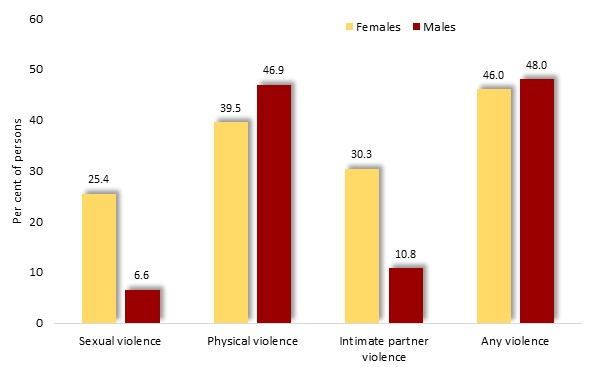 60
Females
Males
50
46.9
48.0
46.0
40
39.5
30.3
30
25.4
20
10.8
10
6.6
0
Per cent of persons
Sexual violence
Physical violence
Intimate partner
violence
Any violence